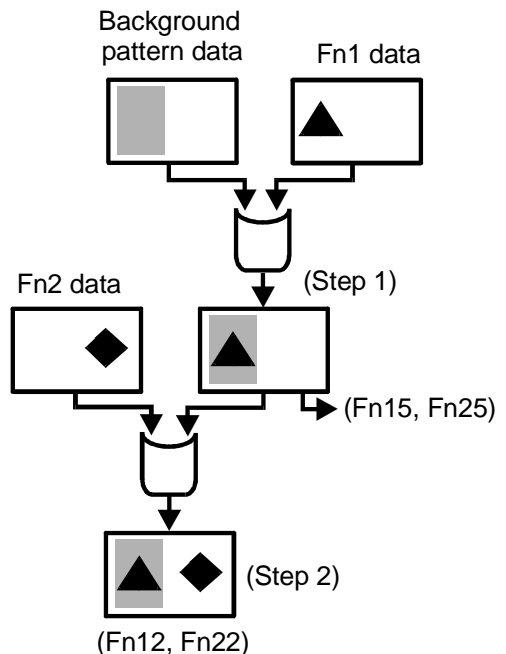 Background
pattern data
Fn1 data
(Step 1)
Fn2 data
(Fn15, Fn25)
(Step 2)
(Fn12, Fn22)